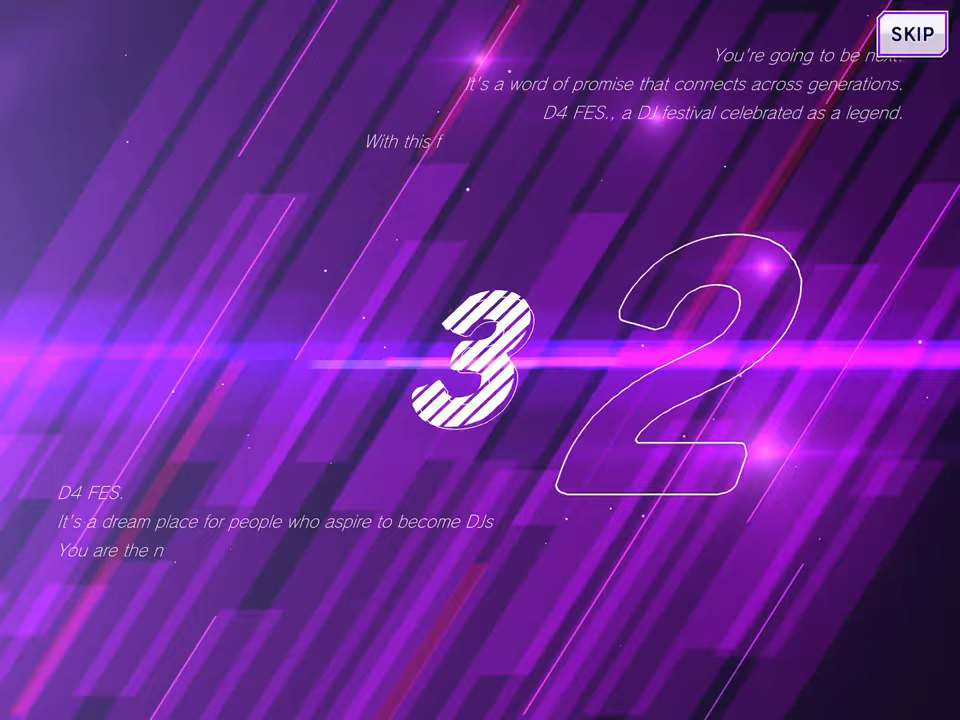 SKIP
You're going to be next.
It's a word of promise that connects across generations.
D4 FES., a DJ festival celebrated as a legend.
With this f
3 2
D4 FES.
It's a dream place for people who aspire to become DJs
You are the n